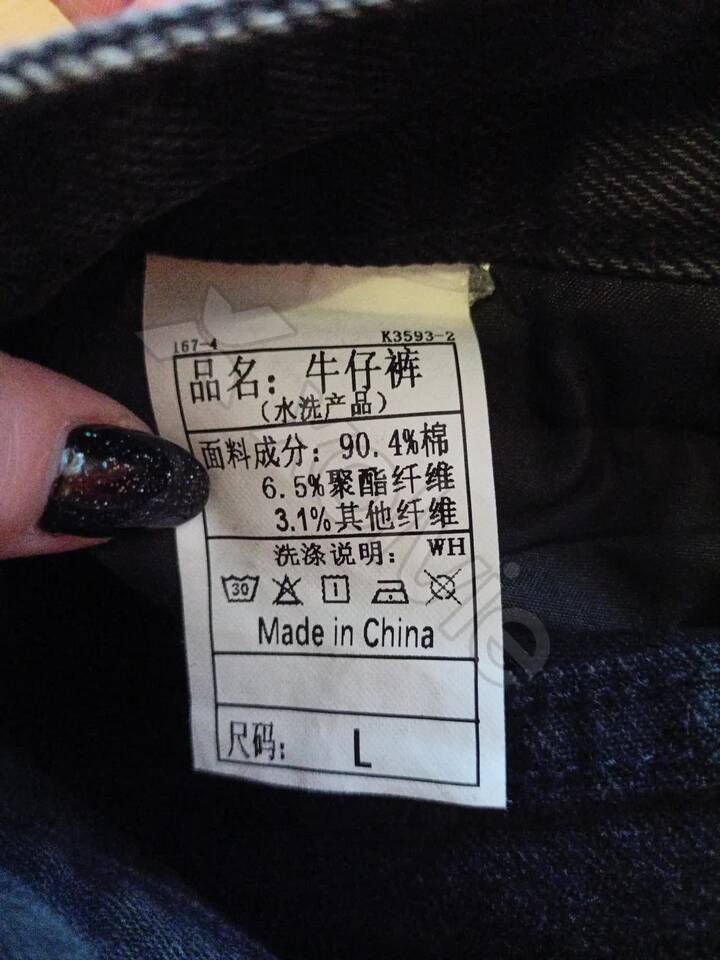 167-4 K3593-2
品名：牛仔裤
（水洗产品）
面料成分：90.4%棉
6.5%聚酯纤维
3.1%其他纤维
洗涤说明： WH
30
Made in China
尺码： L